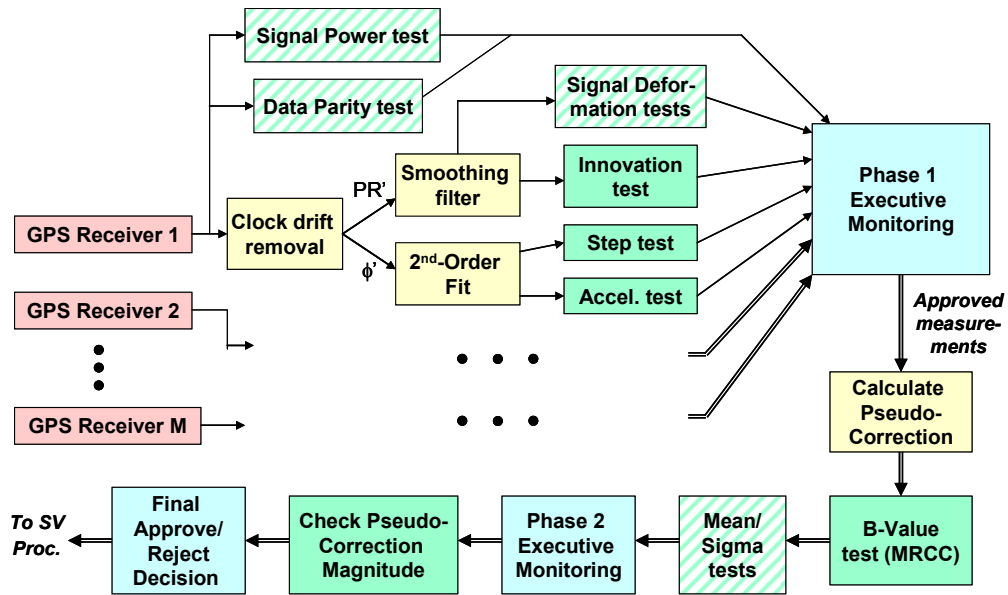 Signal Power test
Data Parity test
Signal Defor-
mation tests
Smoothing
filter
Innovation
test
Phase 1
Executive
Monitoring
PR'
GPS Receiver 1
Clock drift
removal
ϕ'
2nd-Order
Fit
Step test
Accel. test
GPS Receiver 2
Approved
measure-
ments
GPS Receiver M
Calculate
Pseudo-
Correction
To SV
Proc.
Final
Approve/
Reject
Decision
Check Pseudo-
Correction
Magnitude
Phase 2
Executive
Monitoring
Mean/
Sigma
tests
B-Value
test (MRCC)